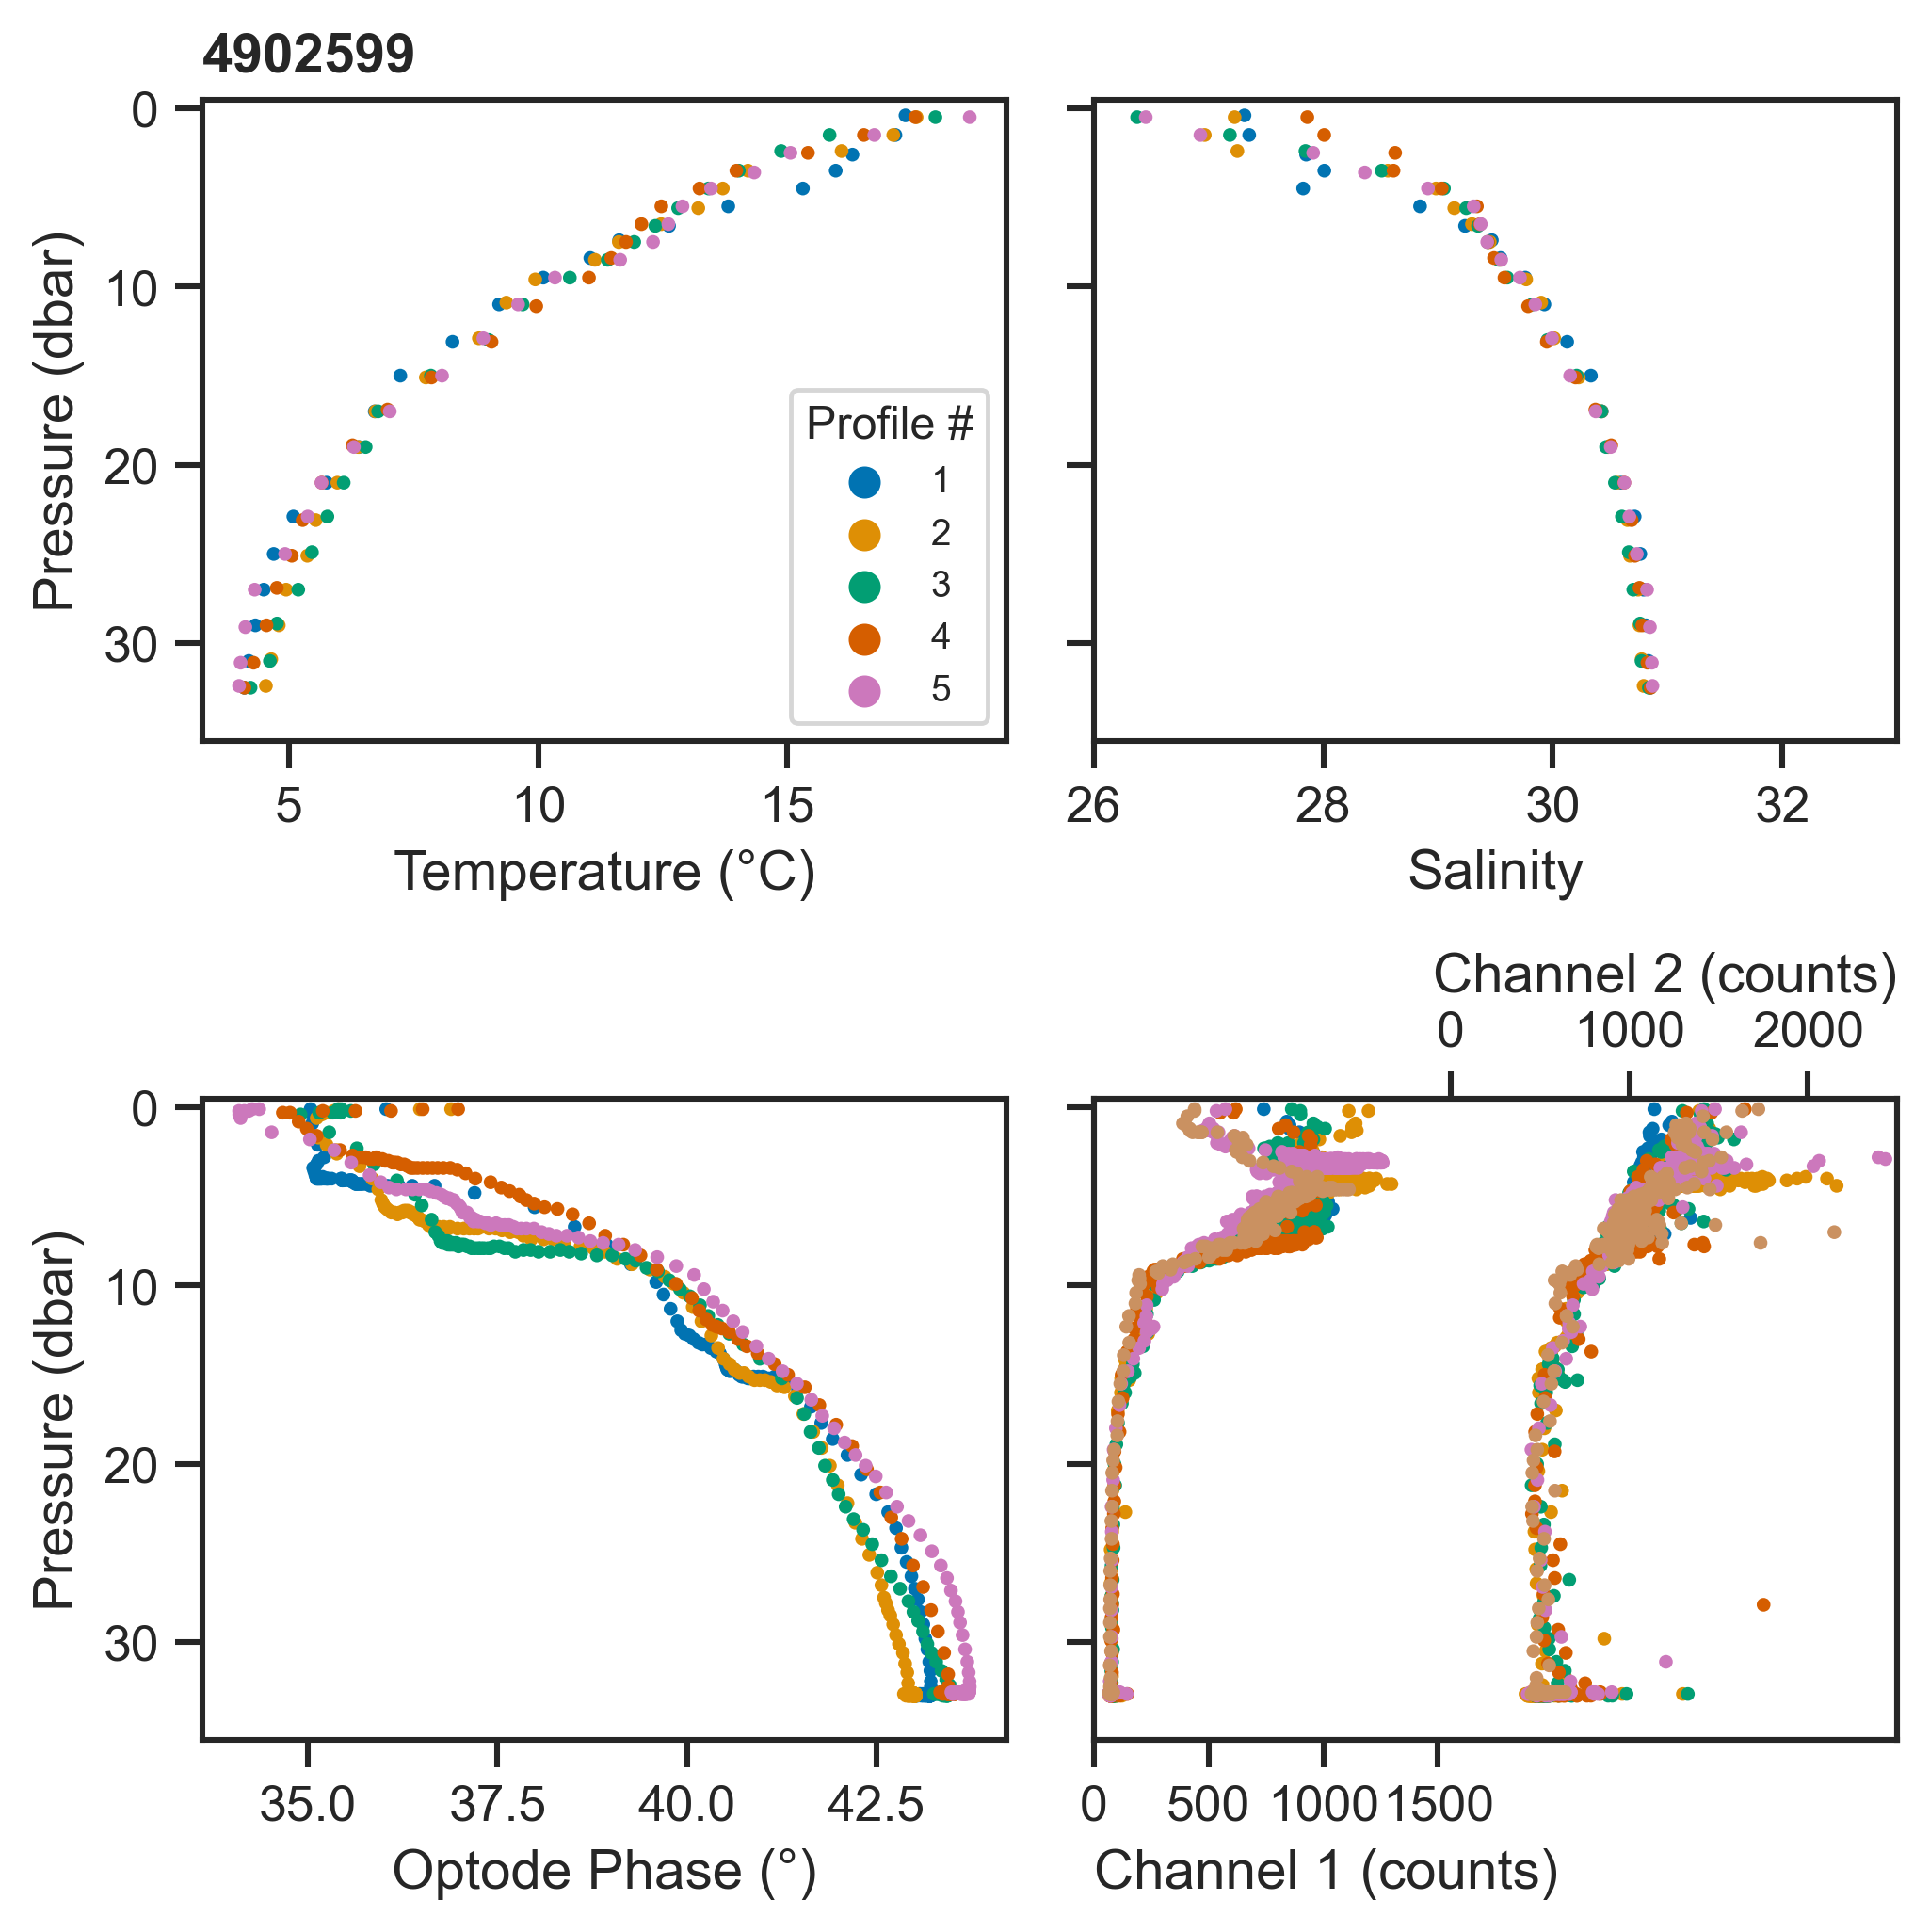 4902599
0
10
20
30
Pressure (dbar)
5 10 15
Temperature (°C)
Profile #
1
2
3
4
5
26 28 30 32
Salinity
Channel 2 (counts)
0 1000 2000
0
10
20
30
Pressure (dbar)
35.0 37.5 40.0 42.5
Optode Phase (°)
0 500 1000 1500
Channel 1 (counts)